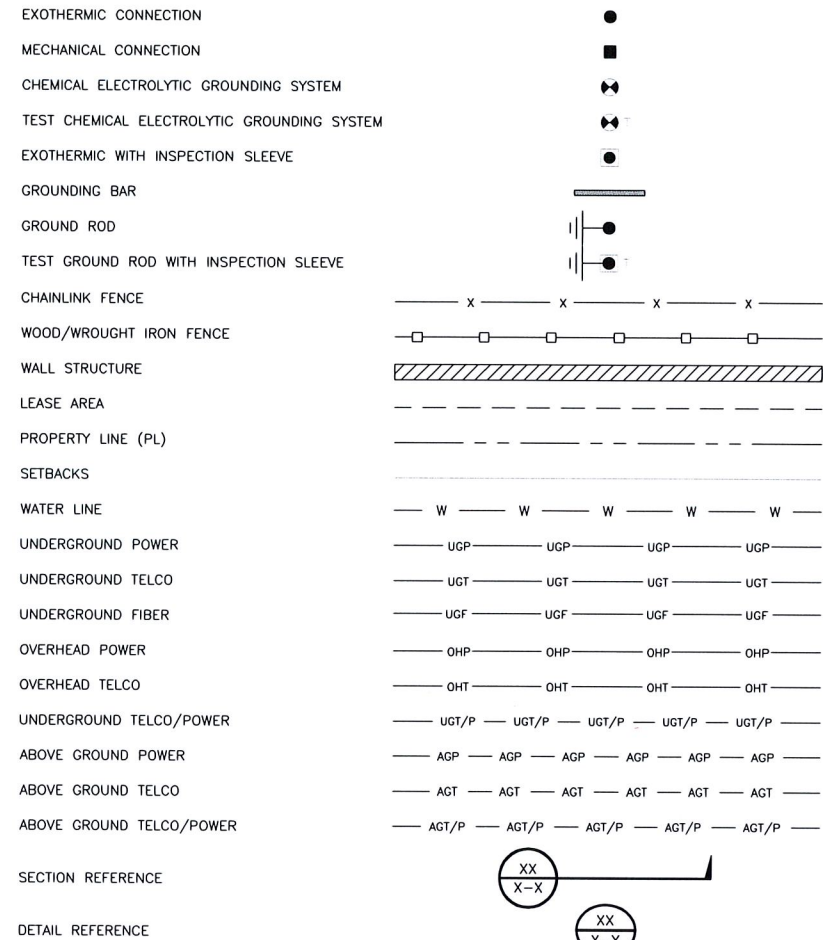 EXOTHERMIC CONNECTION
MECHANICAL CONNECTION
CHEMICAL ELECTROLYTIC GROUNDING SYSTEM
TEST CHEMICAL ELECTROLYTIC GROUNDING SYSTEM T
EXOTHERMIC WITH INSPECTION SLEEVE
GROUNDING BAR
GROUND ROD
TEST GROUND ROD WITH INSPECTION SLEEVE T
CHAINLINK FENCE X X X X
WOOD/WROUGHT IRON FENCE
WALL STRUCTURE
LEASE AREA
PROPERTY LINE (PL)
SETBACKS
WATER LINE W W W W W
UNDERGROUND POWER UGP UGP UGP UGP
UNDERGROUND TELCO UGT UGT UGT UGT
UNDERGROUND FIBER UGF UGF UGF UGF
OVERHEAD POWER OHP OHP OHP OHP
OVERHEAD TELCO OHT OHT OHT OHT
UNDERGROUND TELCO/POWER UGT/P UGT/P UGT/P UGT/P UGT/P
ABOVE GROUND POWER AGP AGP AGP AGP AGP AGP
ABOVE GROUND TELCO AGT AGT AGT AGT AGT AGT
ABOVE GROUND TELCO/POWER AGT/P AGT/P AGT/P AGT/P AGT/P
SECTION REFERENCE
XX
X-X
DETAIL REFERENCE
XX
X-X